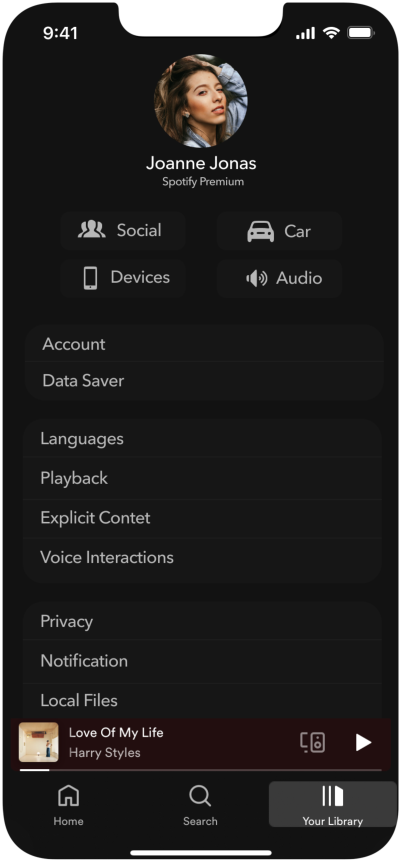 9:41
Joanne Jonas
Spotify Premium
Social
Car
Devices
Audio
Account
Data Saver
Languages
Playback
Explicit Contet
Voice Interactions
Privacy
Notification
Local Files
Love Of My Life
Harry Styles
Home
Search
Your Library